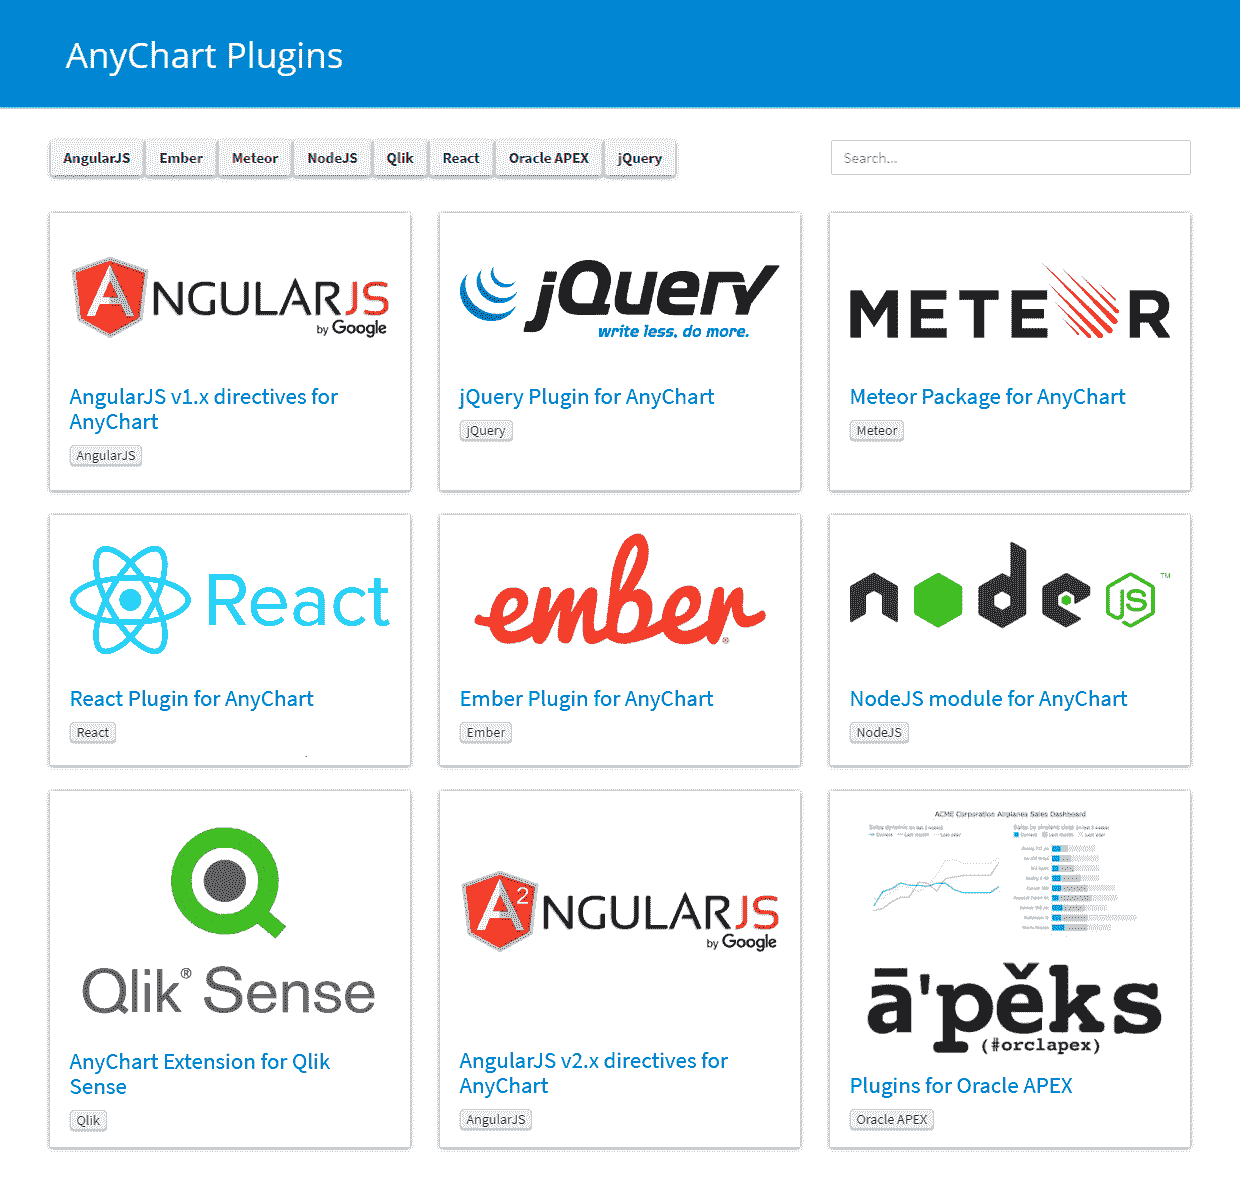 AnyChart Plugins
AngularJS Ember Meteor NodeJS Qlik React Oracle APEX jQuery
Search...
ANGULARJS
by Google
AngularJS v1.x directives for
AnyChart
AngularJS
jQuery
write less, do more.
jQuery Plugin for AnyChart
jQuery
METEOR
Meteor Package for AnyChart
Meteor
React
React Plugin for AnyChart
React
ember®
Ember Plugin for AnyChart
Ember
node JS™
NodeJS module for AnyChart
NodeJS
Qlik® Sense
AnyChart Extension for Qlik
Sense
Qlik
A2NGULARJS
by Google
AngularJS v2.x directives for
AnyChart
AngularJS
ACME Corporation Airplanes Sales Dashboard
ā'pěks
(#orclapex)
Plugins for Oracle APEX
Oracle APEX